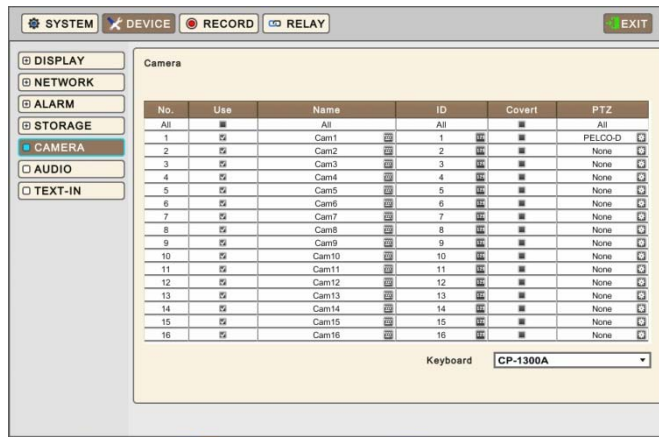 SYSTEM DEVICE RECORD RELAY EXIT
DISPLAY
NETWORK
ALARM
STORAGE
CAMERA
AUDIO
TEXT-IN
Camera
No. Use Name ID Covert PTZ
All All All All
1 Cam1 1 PELCO-D
2 Cam2 2 None
3 Cam3 3 None
4 Cam4 4 None
5 Cam5 5 None
6 Cam6 6 None
7 Cam7 7 None
8 Cam8 8 None
9 Cam9 9 None
10 Cam10 10 None
11 Cam11 11 None
12 Cam12 12 None
13 Cam13 13 None
14 Cam14 14 None
15 Cam15 15 None
16 Cam16 16 None
Keyboard CP-1300A